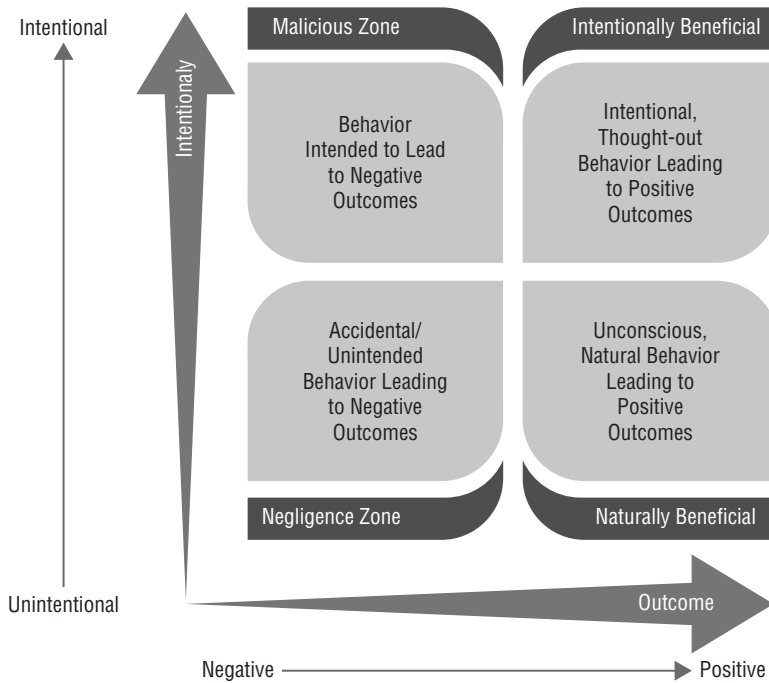 Intentional
Intentionaly
Malicious Zone
Intentionally Beneficial
Behavior
Intended to Lead
to Negative
Outcomes
Intentional,
Thought-out
Behavior Leading
to Positive
Outcomes
Accidental/
Unintended
Behavior Leading
to Negative
Outcomes
Unconscious,
Natural Behavior
Leading to
Positive
Outcomes
Negligence Zone
Naturally Beneficial
Unintentional
Outcome
Negative
Positive